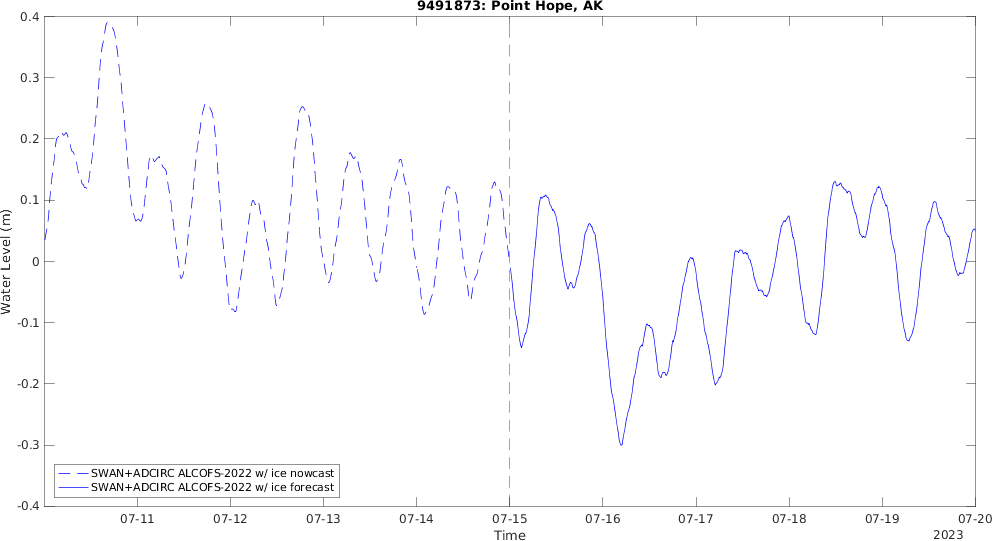 9491873: Point Hope, AK
0.4
0.3
0.2
0.1
0
-0.1
-0.2
-0.3
-0.4
Water Level (m)
SWAN+ADCIRC ALCOFS-2022 w/ ice nowcast
SWAN+ADCIRC ALCOFS-2022 w/ ice forecast
07-11 07-12 07-13 07-14 07-15 07-16 07-17 07-18 07-19 07-20
Time
2023